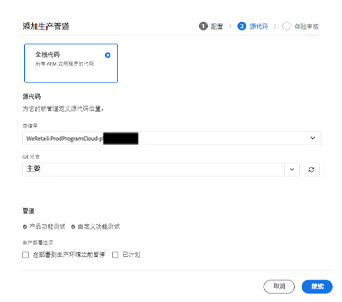 添加生产管道
1 配置
2 源代码
体验审核
全栈代码
所有 AEM 应用程序的代码
源代码
为您的新管道定义源代码位置。
存储库
WeRetail-ProdProgramCloud-p
Git 分支
主要
管道
产品功能测试
自定义功能测试
生产部署选项
在部署到生产环境之前暂停
已计划
取消
继续